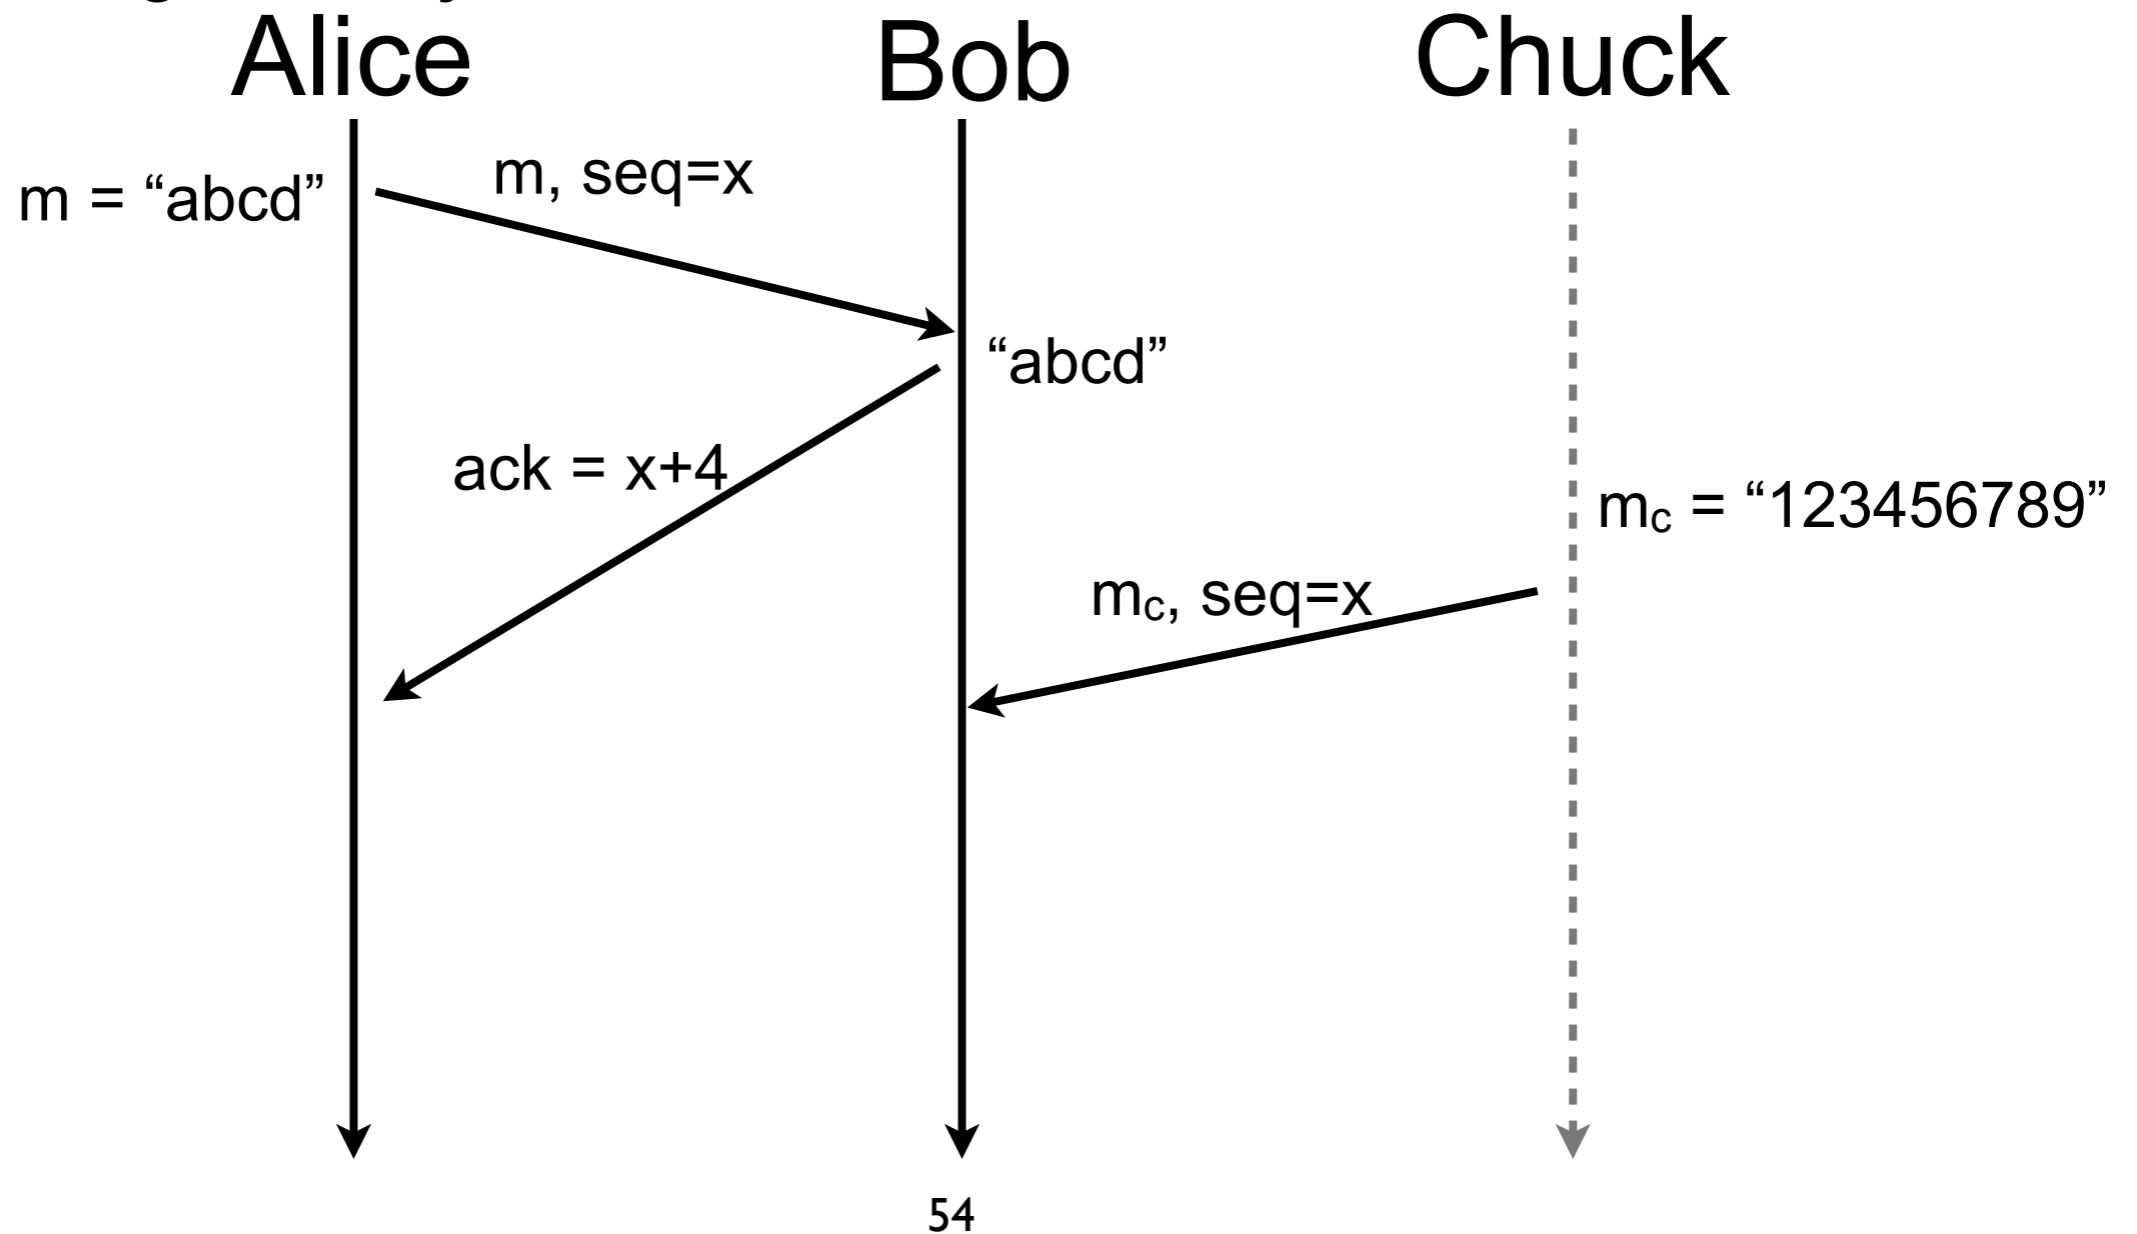 Alice
Bob
Chuck
m = “abcd”
m, seq=x
“abcd”
ack = x+4
mc = “123456789”
mc, seq=x
54